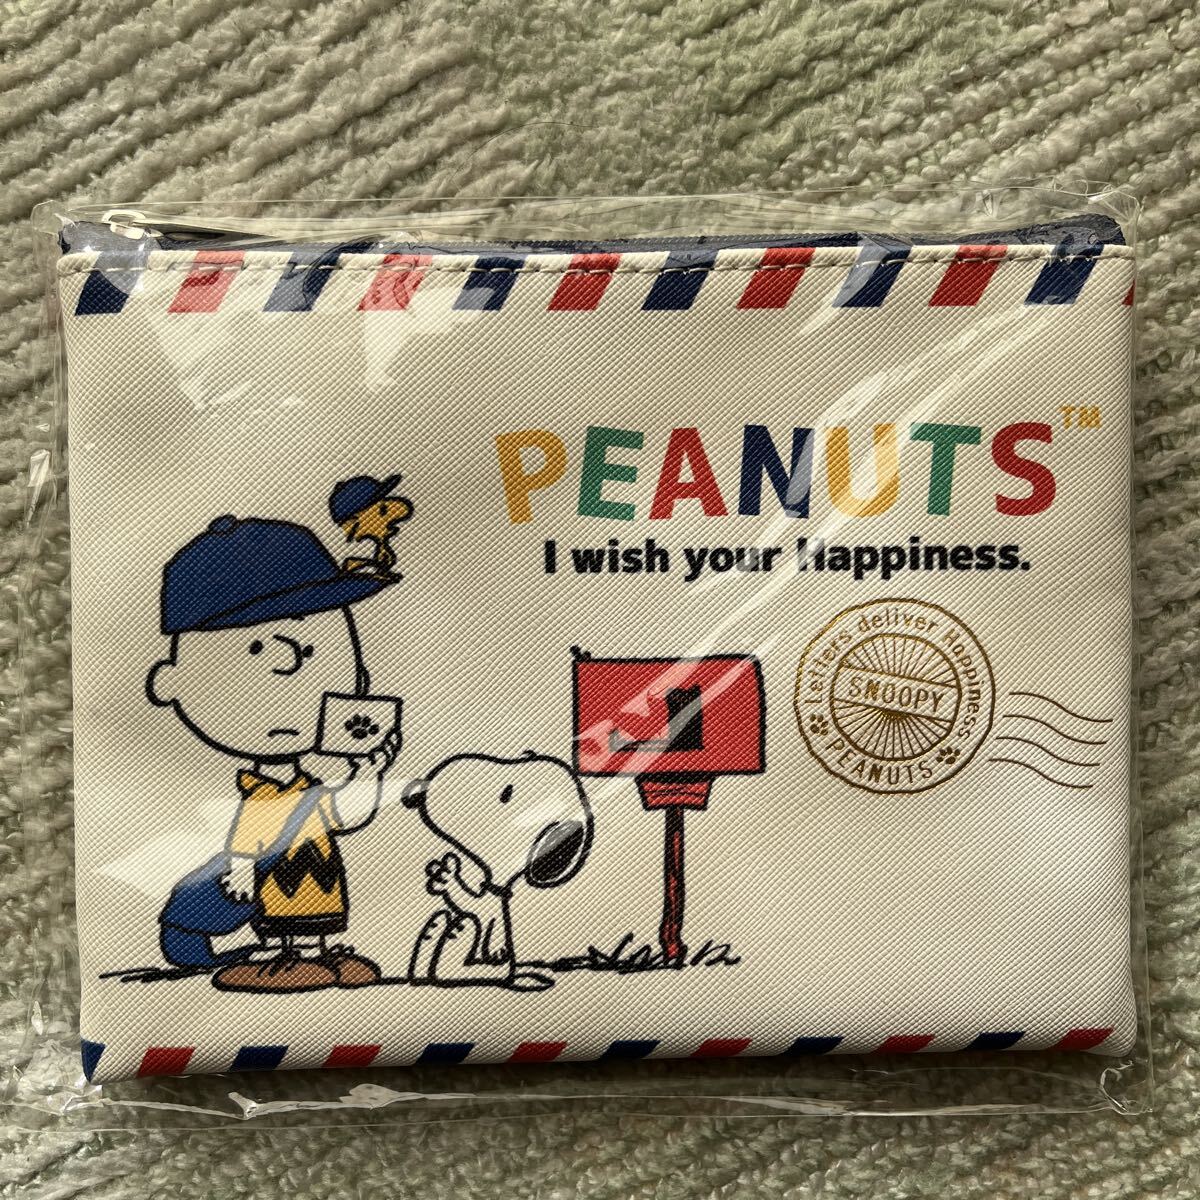 PEANUTS™
I wish your Happiness.
Letters deliver Happiness
SNOOPY
PEANUTS